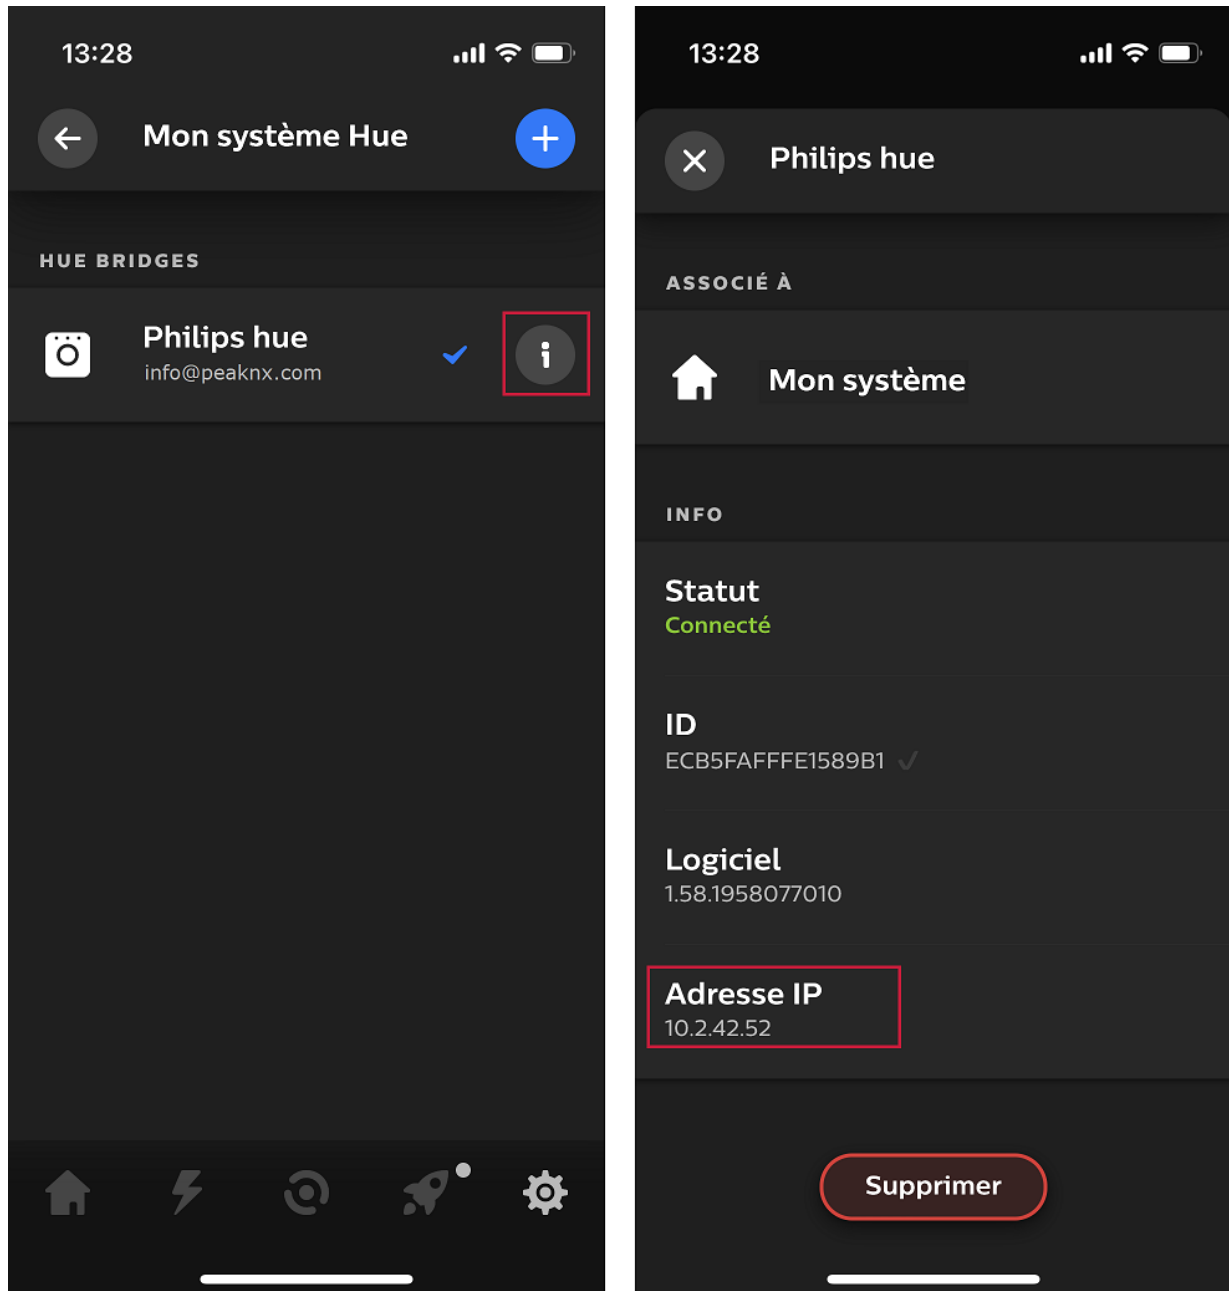 13:28
Mon système Hue
HUE BRIDGES
Philips hue
info@peaknx.com
13:28
Philips hue
ASSOCIÉ À
Mon système
INFO
Statut
Connecté
ID
ECB5FAFFFE1589B1
Logiciel
1.58.1958077010
Adresse IP
10.2.42.52
Supprimer